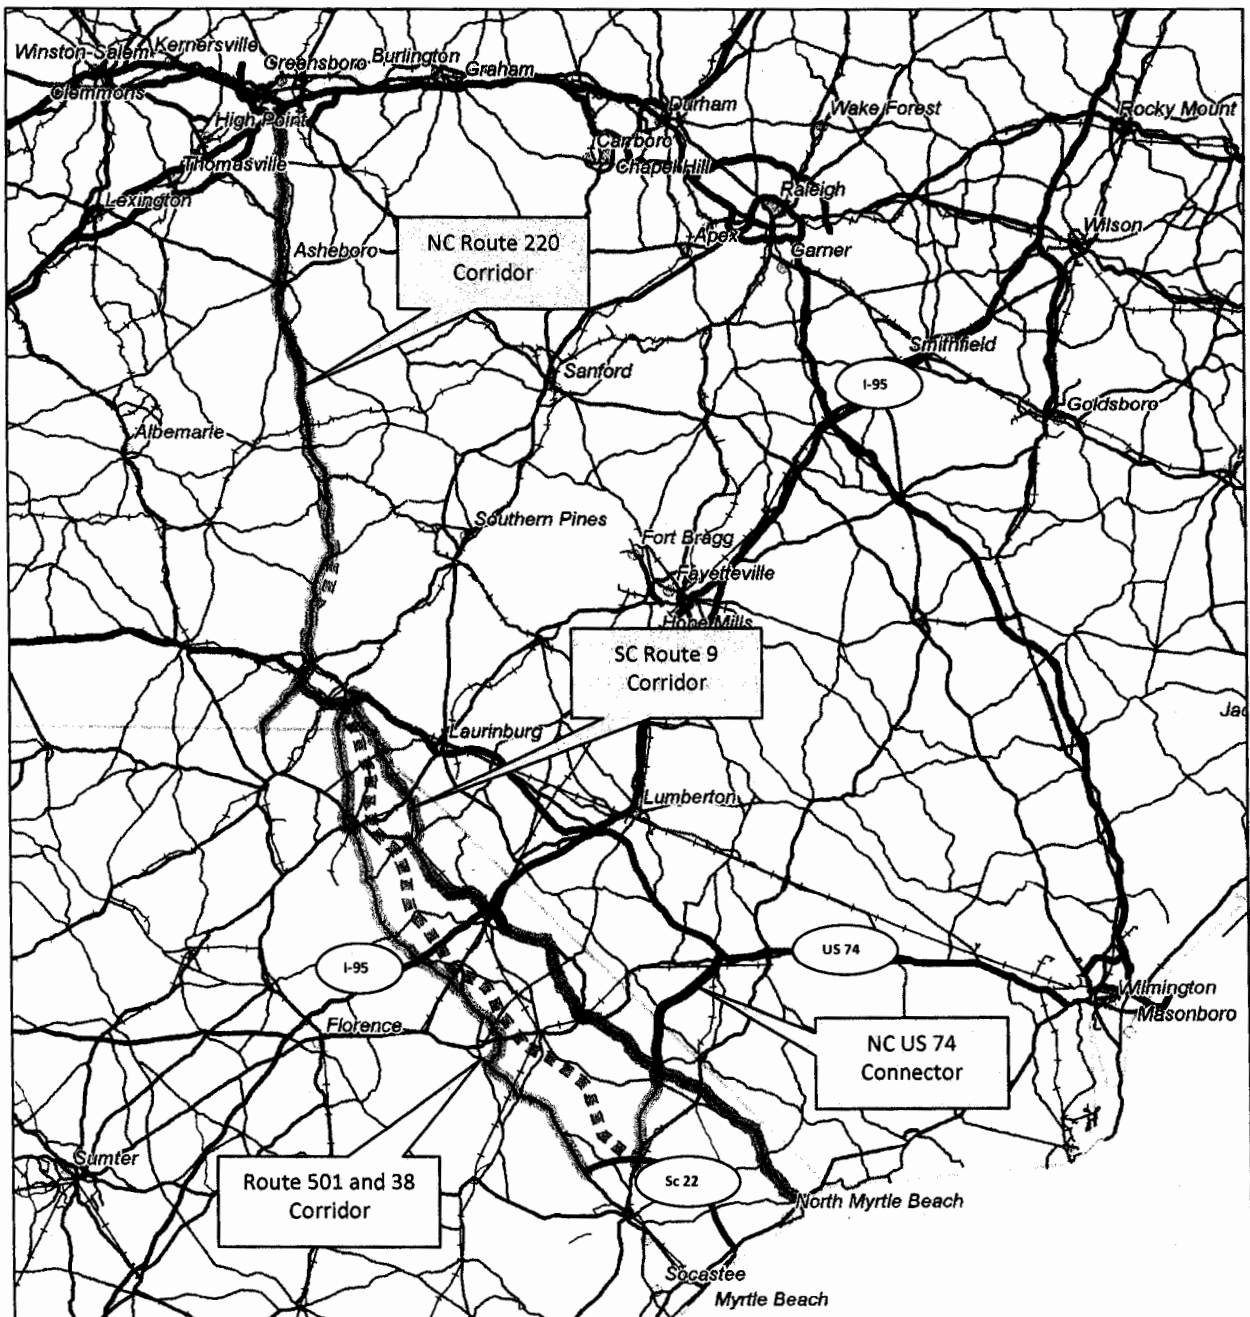 Winston-Salem
Kernersville
Greensboro
Burlington
Graham
Clemmons
High Point
Durham
Wake Forest
Rocky Mount
Carrboro
Chapel Hill
Thomasville
Lexington
Raleigh
Apex
Garner
Wilson
Asheboro
NC Route 220
Corridor
Smithfield
Sanford
I-95
Goldsboro
Albemarle
Southern Pines
Fort Bragg
Fayetteville
Hope Mills
SC Route 9
Corridor
Jac
Laurinburg
Lumberton
I-95
US 74
Wilmington
Masonboro
Florence
NC US 74
Connector
Sumter
Route 501 and 38
Corridor
Sc 22
North Myrtle Beach
Socastee
Myrtle Beach